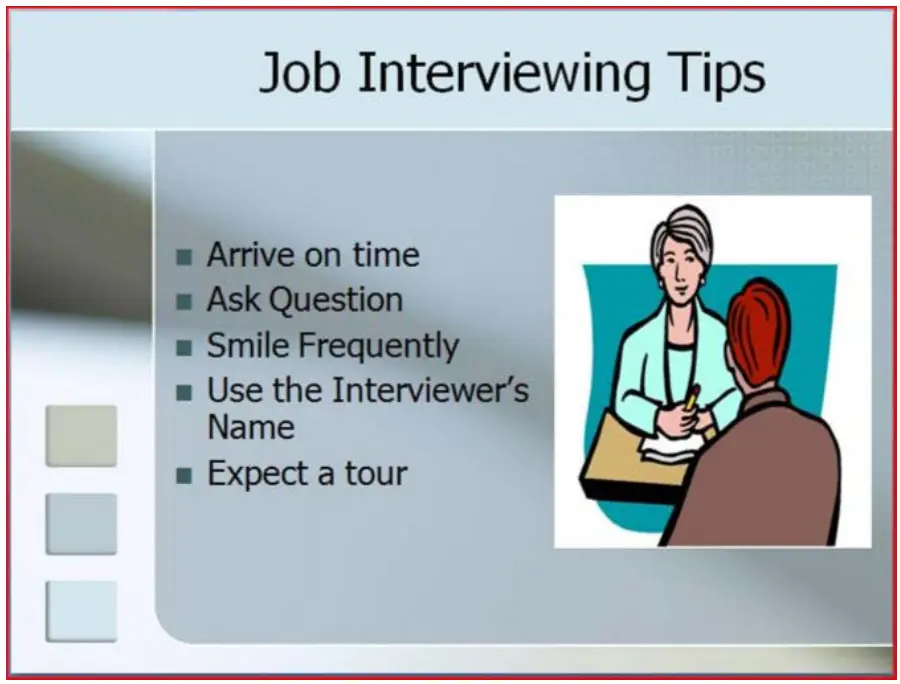 Job Interviewing Tips
Arrive on time
Ask Question
Smile Frequently
Use the Interviewer’s
Name
Expect a tour